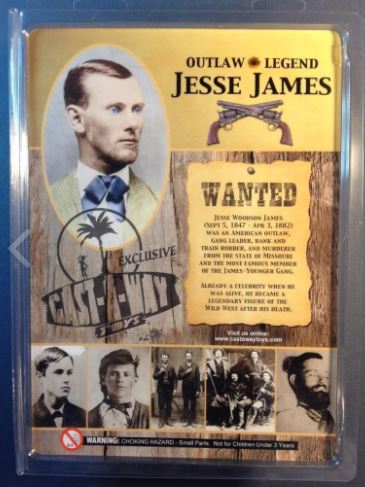 OUTLAW LEGEND
JESSE JAMES
WANTED
JESSE WOODSON JAMES
(SEPT 5, 1847 - APR 3, 1882)
WAS AN AMERICAN OUTLAW,
GANG LEADER, BANK AND
TRAIN ROBBER, AND MURDERER
FROM THE STATE OF MISSOURI
AND THE MOST FAMOUS MEMBER
OF THE JAMES-YOUNGER GANG.
ALREADY A CELEBRITY WHEN HE
WAS ALIVE, HE BECAME A
LEGENDARY FIGURE OF THE
WILD WEST AFTER HIS DEATH.
EXCLUSIVE
CAST-A-WAY
TOYS
Visit us online:
www.castawaytoys.com
WARNING: CHOKING HAZARD - Small Parts. Not for Children Under 3 Years